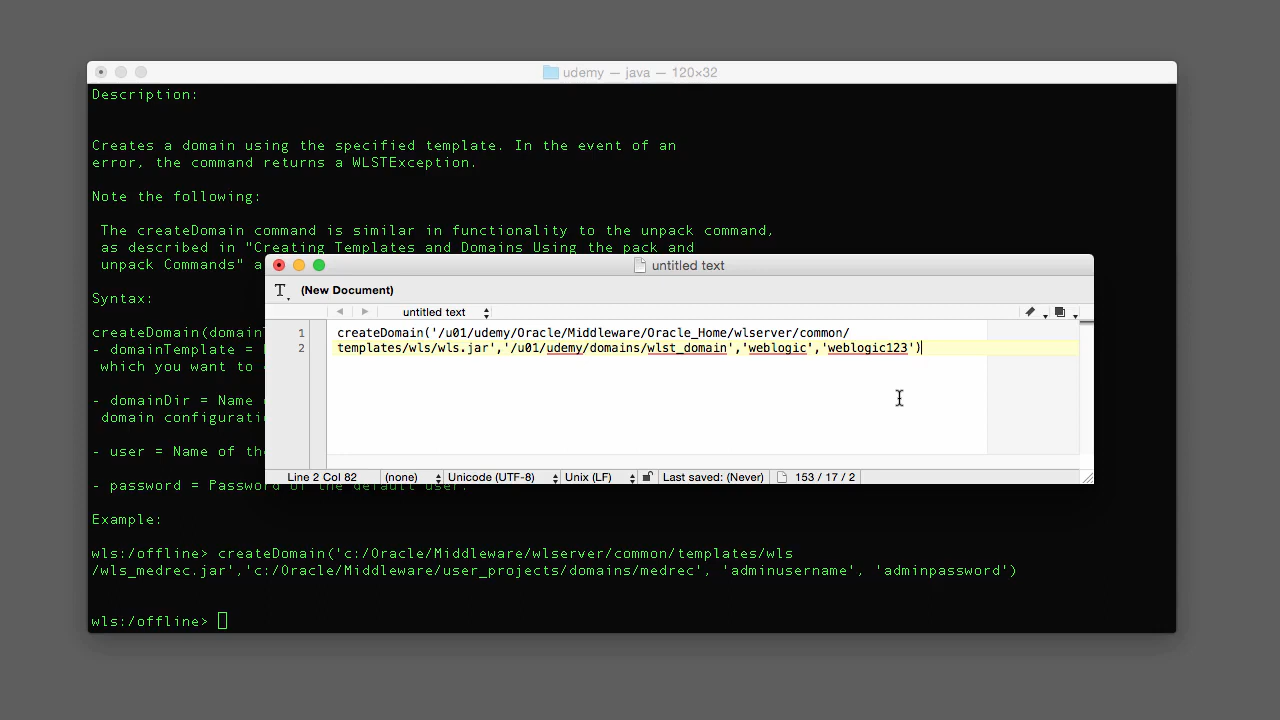 udemy — java — 120×32
Description:
Creates a domain using the specified template. In the event of an
error, the command returns a WLSTException.
Note the following:
The createDomain command is similar in functionality to the unpack command,
as described in "Creating Templates and Domains Using the pack and
unpack Commands" a
Syntax:
createDomain(domain
- domainTemplate =
which you want to
- domainDir = Name
domain configurati
- user = Name of the
- password = Password of the default user.
Example:
wls:/offline> createDomain('c:/Oracle/Middleware/wlserver/common/templates/wls
/wls_medrec.jar','c:/Oracle/Middleware/user_projects/domains/medrec', 'adminusername', 'adminpassword')
wls:/offline>
untitled text
(New Document)
untitled text
1 createDomain('/u01/udemy/Oracle/Middleware/Oracle_Home/wlserver/common/
2 templates/wls/wls.jar','/u01/udemy/domains/wlst_domain','weblogic','weblogic123')
Line 2 Col 82 (none) Unicode (UTF-8) Unix (LF) Last saved: (Never) 153 / 17 / 2